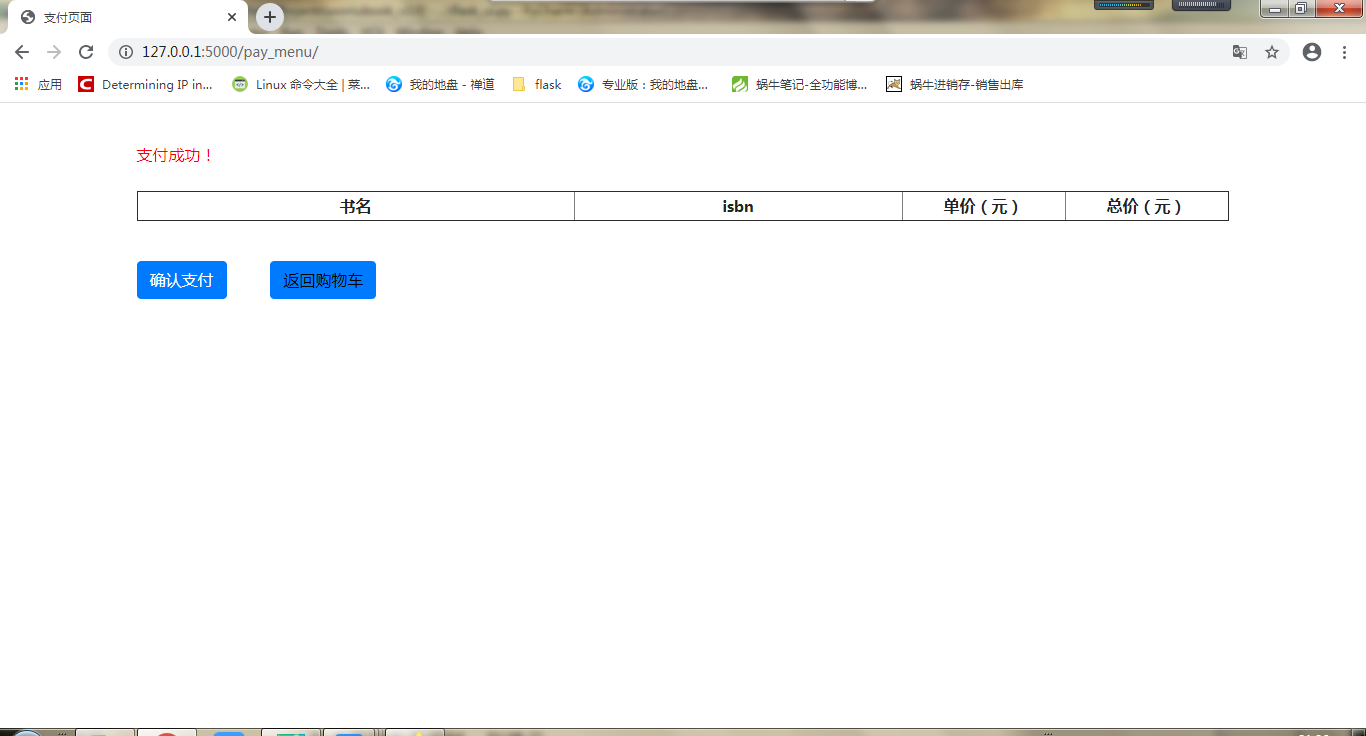 支付页面
127.0.0.1:5000/pay_menu/
应用
Determining IP in...
Linux 命令大全 | 菜...
我的地盘 - 禅道
flask
专业版：我的地盘...
蜗牛笔记-全功能博...
蜗牛进销存-销售出库
支付成功！
书名 isbn 单价（元） 总价（元）
确认支付 返回购物车